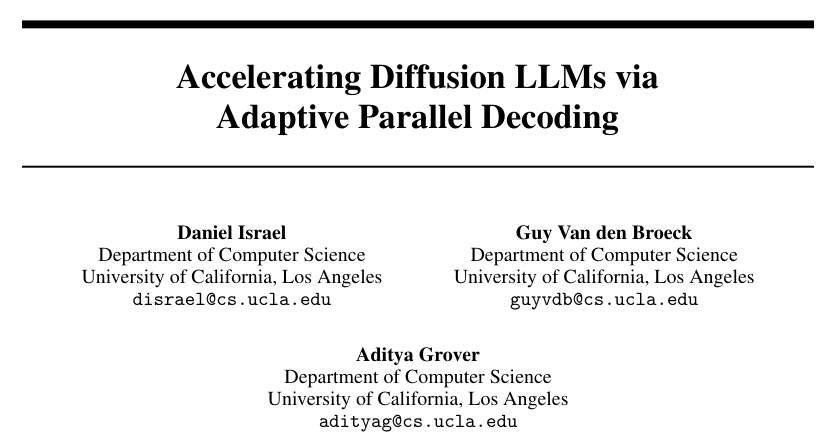 Accelerating Diffusion LLMs via
Adaptive Parallel Decoding
Daniel Israel
Department of Computer Science
University of California, Los Angeles
disrael@cs.ucla.edu
Guy Van den Broeck
Department of Computer Science
University of California, Los Angeles
guyvdb@cs.ucla.edu
Aditya Grover
Department of Computer Science
University of California, Los Angeles
adityag@cs.ucla.edu